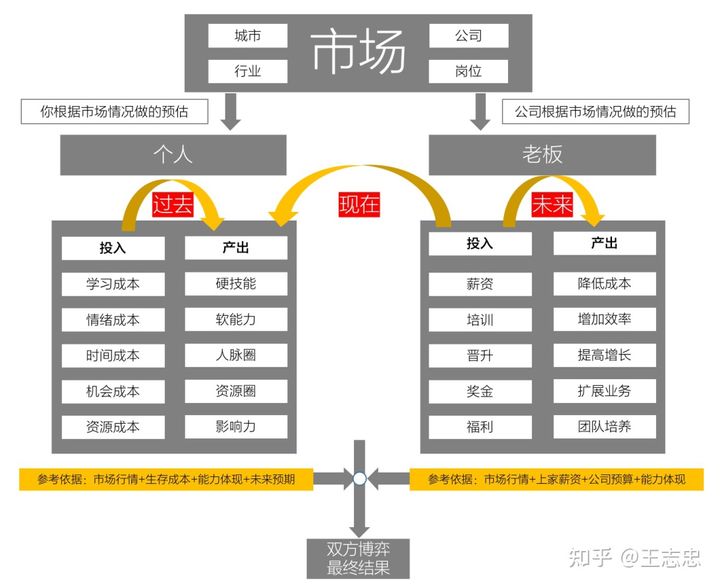 城市
市场
公司
行业
岗位
你根据市场情况做的预估
公司根据市场情况做的预估
个人
老板
过去
现在
未来
投入
产出
学习成本
硬技能
情绪成本
软能力
时间成本
人脉圈
机会成本
资源圈
资源成本
影响力
投入
产出
薪资
降低成本
培训
增加效率
晋升
提高增长
奖金
扩展业务
福利
团队培养
参考依据：市场行情+生存成本+能力体现+未来预期
参考依据：市场行情+上家薪资+公司预算+能力体现
双方博弈
最终结果
知乎 @王志忠